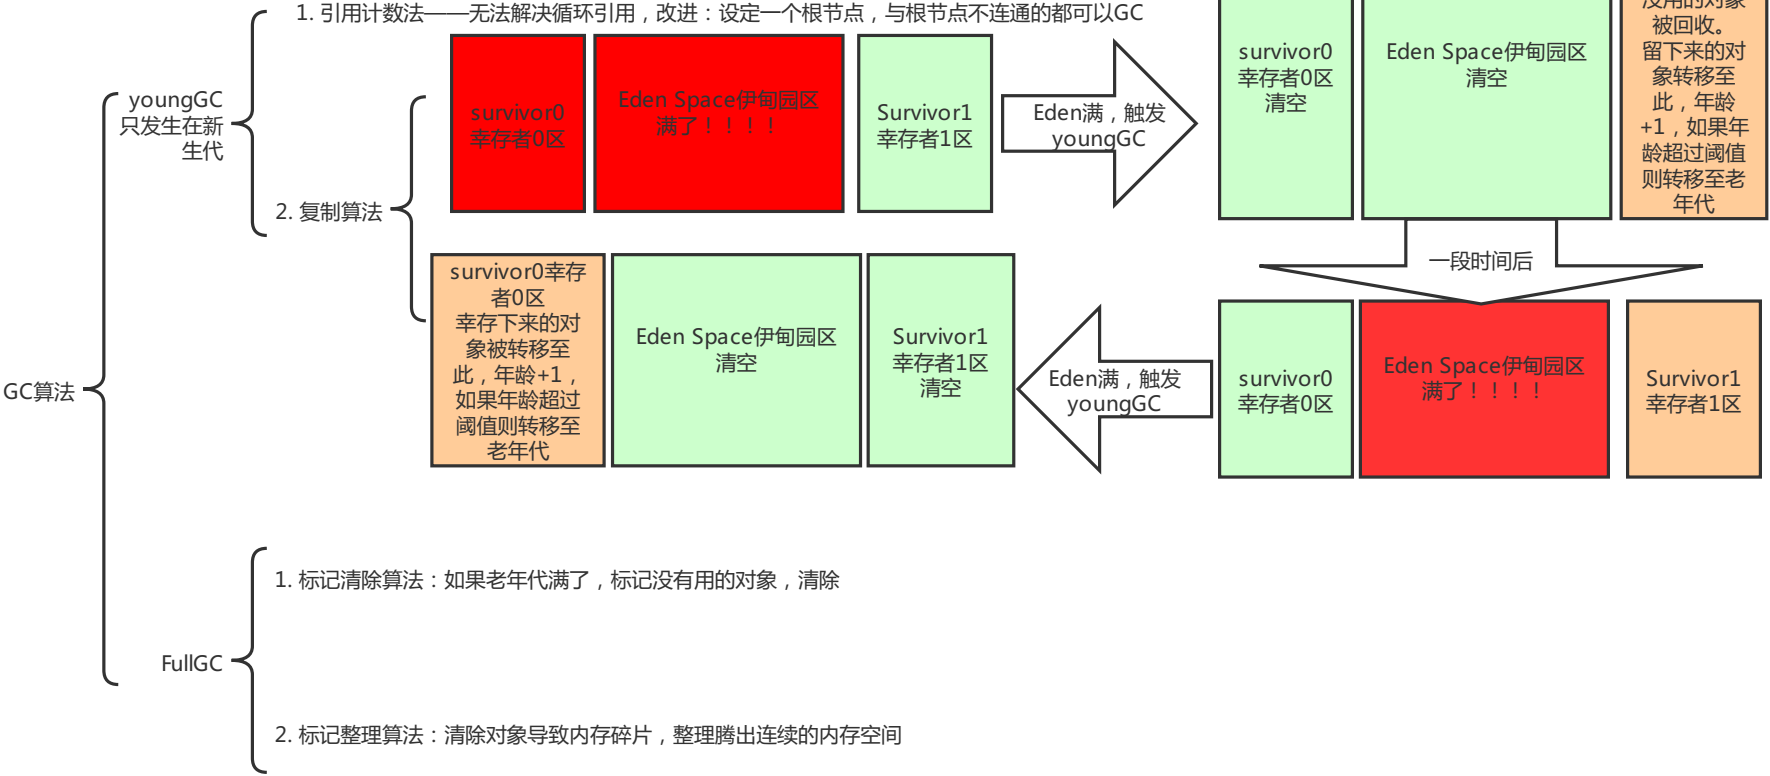 1. 引用计数法——无法解决循环引用，改进：设定一个根节点，与根节点不连通的都可以GC
youngGC
只发生在新
生代
2. 复制算法
survivor0
幸存者0区
Eden Space伊甸园区
满了！！！！
Survivor1
幸存者1区
Eden满，触发
youngGC
survivor0
幸存者0区
清空
Eden Space伊甸园区
清空
没用的对象
被回收。
留下来的对
象转移至
此，年龄
+1，如果年
龄超过阈值
则转移至老
年代
一段时间后
survivor0
幸存者0区
Eden Space伊甸园区
满了！！！！
Survivor1
幸存者1区
Eden满，触发
youngGC
survivor0幸存
者0区
幸存下来的对
象被转移至
此，年龄+1，
如果年龄超过
阈值则转移至
老年代
Eden Space伊甸园区
清空
Survivor1
幸存者1区
清空
GC算法
FullGC
1. 标记清除算法：如果老年代满了，标记没有用的对象，清除
2. 标记整理算法：清除对象导致内存碎片，整理腾出连续的内存空间